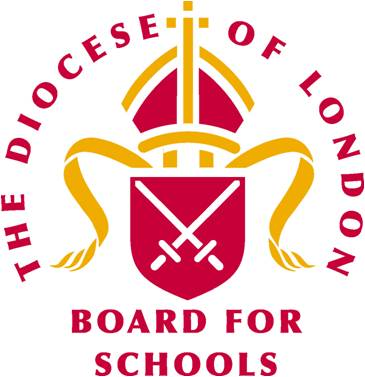 THE DIOCESE OF LONDON
BOARD FOR
SCHOOLS